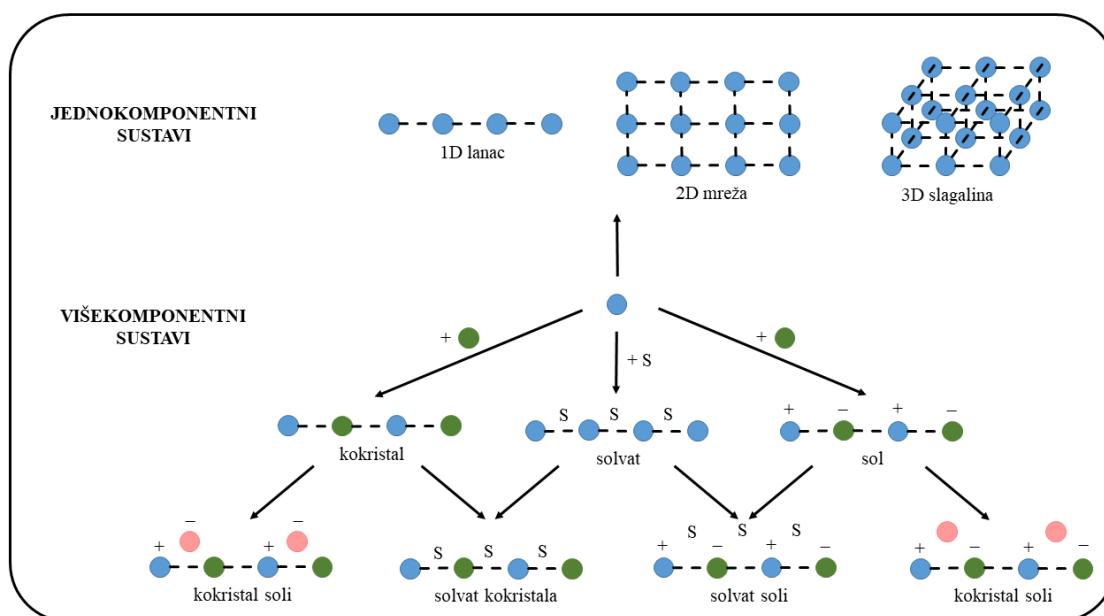 JEDNOKOMPONENTNI
SUSTAVI
1D lanac
2D mreža
3D slagalina
VIŠEKOMPONENTNI
SUSTAVI
+
+ S
+
S S S
+ − + −
kokristal
solvat
sol
− −
+ +
S S S
S S S
+ − + −
+ − + −
kokristal soli
solvat kokristala
solvat soli
kokristal soli